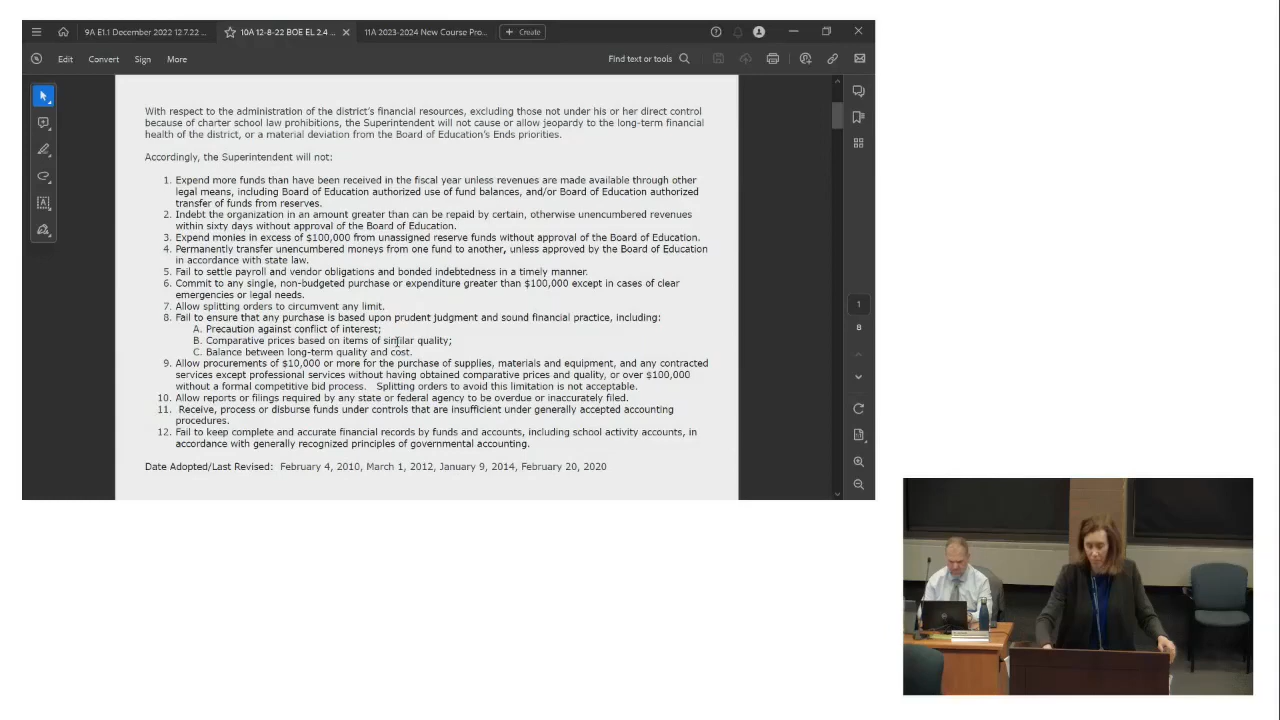 9A E1.1 December 2022 12.7.22 ...
10A 12-8-22 BOE EL 2.4 ...
11A 2023-2024 New Course Pro...
Create
Edit Convert Sign More
Find text or tools
With respect to the administration of the district's financial resources, excluding those not under his or her direct control
because of charter school law prohibitions, the Superintendent will not cause or allow jeopardy to the long-term financial
health of the district, or a material deviation from the Board of Education's Ends priorities.
Accordingly, the Superintendent will not:
1. Expend more funds than have been received in the fiscal year unless revenues are made available through other
legal means, including Board of Education authorized use of fund balances, and/or Board of Education authorized
transfer of funds from reserves.
2. Indebt the organization in an amount greater than can be repaid by certain, otherwise unencumbered revenues
within sixty days without approval of the Board of Education.
3. Expend monies in excess of $100,000 from unassigned reserve funds without approval of the Board of Education.
4. Permanently transfer unencumbered moneys from one fund to another, unless approved by the Board of Education
in accordance with state law.
5. Fail to settle payroll and vendor obligations and bonded indebtedness in a timely manner.
6. Commit to any single, non-budgeted purchase or expenditure greater than $100,000 except in cases of clear
emergencies or legal needs.
7. Allow splitting orders to circumvent any limit.
8. Fail to ensure that any purchase is based upon prudent judgment and sound financial practice, including:
A. Precaution against conflict of interest;
B. Comparative prices based on items of similar quality;
C. Balance between long-term quality and cost.
9. Allow procurements of $10,000 or more for the purchase of supplies, materials and equipment, and any contracted
services except professional services without having obtained comparative prices and quality, or over $100,000
without a formal competitive bid process. Splitting orders to avoid this limitation is not acceptable.
10. Allow reports or filings required by any state or federal agency to be overdue or inaccurately filed.
11. Receive, process or disburse funds under controls that are insufficient under generally accepted accounting
procedures.
12. Fail to keep complete and accurate financial records by funds and accounts, including school activity accounts, in
accordance with generally recognized principles of governmental accounting.
Date Adopted/Last Revised: February 4, 2010, March 1, 2012, January 9, 2014, February 20, 2020
1
8